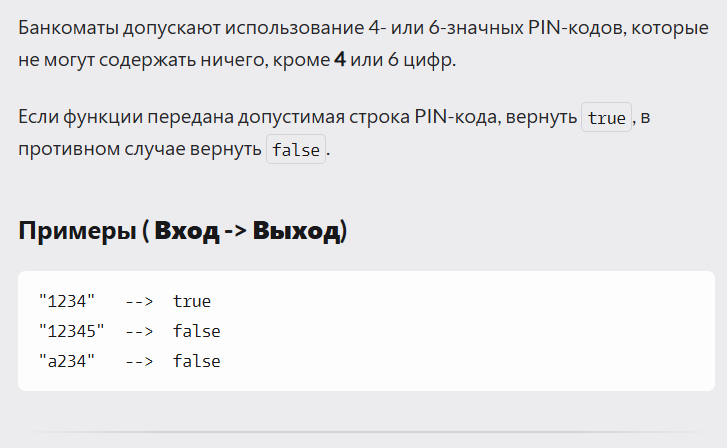 Банкоматы допускают использование 4- или 6-значных PIN-кодов, которые
не могут содержать ничего, кроме 4 или 6 цифр.
Если функции передана допустимая строка PIN-кода, вернуть true, в
противном случае вернуть false.
Примеры ( Вход -> Выход)
"1234" --> true
"12345" --> false
"a234" --> false